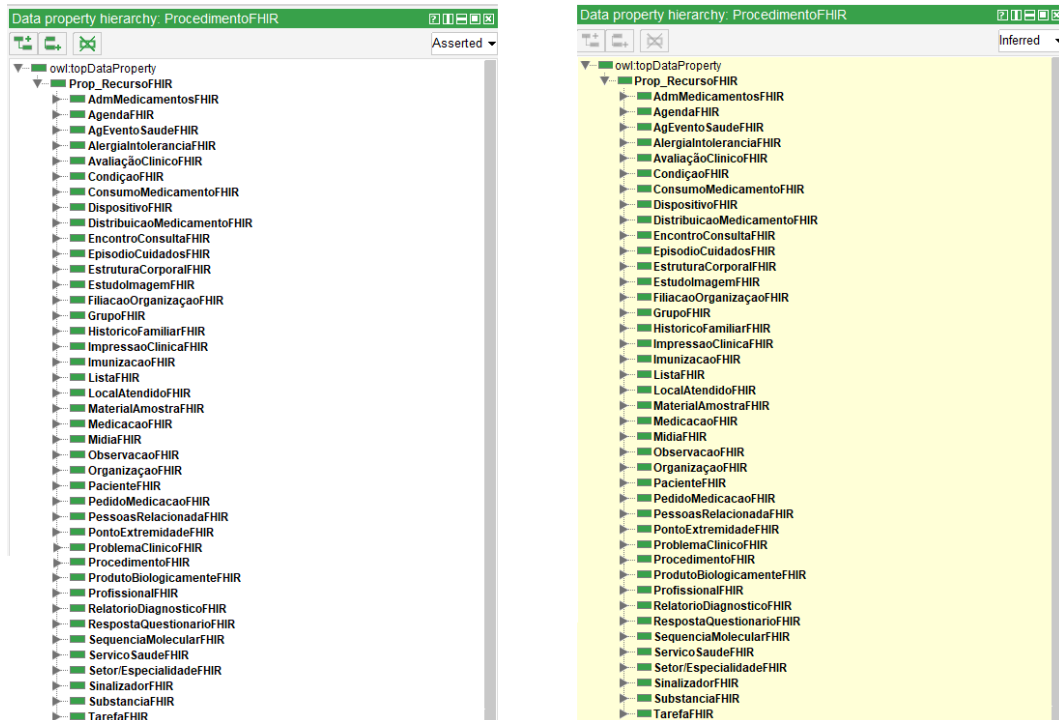 Data property hierarchy: ProcedimentoFHIR
Asserted
owl:topDataProperty
Prop_RecursoFHIR
AdmMedicamentosFHIR
AgendaFHIR
AgEventoSaudeFHIR
AlergiaIntoleranciaFHIR
AvaliaçãoClinicoFHIR
CondiçaoFHIR
ConsumoMedicamentoFHIR
DispositivoFHIR
DistribuicaoMedicamentoFHIR
EncontroConsultaFHIR
EpisodioCuidadosFHIR
EstruturaCorporalFHIR
EstudoImagemFHIR
FiliacaoOrganizaçaoFHIR
GrupoFHIR
HistoricoFamiliarFHIR
ImpressaoClinicaFHIR
ImunizacaoFHIR
ListaFHIR
LocalAtendidoFHIR
MaterialAmostraFHIR
MedicacaoFHIR
MidiaFHIR
ObservacaoFHIR
OrganizaçaoFHIR
PacienteFHIR
PedidoMedicacaoFHIR
PessoasRelacionadaFHIR
PontoExtremidadeFHIR
ProblemaClinicoFHIR
ProcedimentoFHIR
ProdutoBiologicamenteFHIR
ProfissionalFHIR
RelatorioDiagnosticoFHIR
RespostaQuestionarioFHIR
SequenciaMolecularFHIR
ServicoSaudeFHIR
Setor/EspecialidadeFHIR
SinalizadorFHIR
SubstanciaFHIR
TarefaFHIR
Data property hierarchy: ProcedimentoFHIR
Inferred
owl:topDataProperty
Prop_RecursoFHIR
AdmMedicamentosFHIR
AgendaFHIR
AgEventoSaudeFHIR
AlergiaIntoleranciaFHIR
AvaliaçãoClinicoFHIR
CondiçaoFHIR
ConsumoMedicamentoFHIR
DispositivoFHIR
DistribuicaoMedicamentoFHIR
EncontroConsultaFHIR
EpisodioCuidadosFHIR
EstruturaCorporalFHIR
EstudoImagemFHIR
FiliacaoOrganizaçaoFHIR
GrupoFHIR
HistoricoFamiliarFHIR
ImpressaoClinicaFHIR
ImunizacaoFHIR
ListaFHIR
LocalAtendidoFHIR
MaterialAmostraFHIR
MedicacaoFHIR
MidiaFHIR
ObservacaoFHIR
OrganizaçaoFHIR
PacienteFHIR
PedidoMedicacaoFHIR
PessoasRelacionadaFHIR
PontoExtremidadeFHIR
ProblemaClinicoFHIR
ProcedimentoFHIR
ProdutoBiologicamenteFHIR
ProfissionalFHIR
RelatorioDiagnosticoFHIR
RespostaQuestionarioFHIR
SequenciaMolecularFHIR
ServicoSaudeFHIR
Setor/EspecialidadeFHIR
SinalizadorFHIR
SubstanciaFHIR
TarefaFHIR